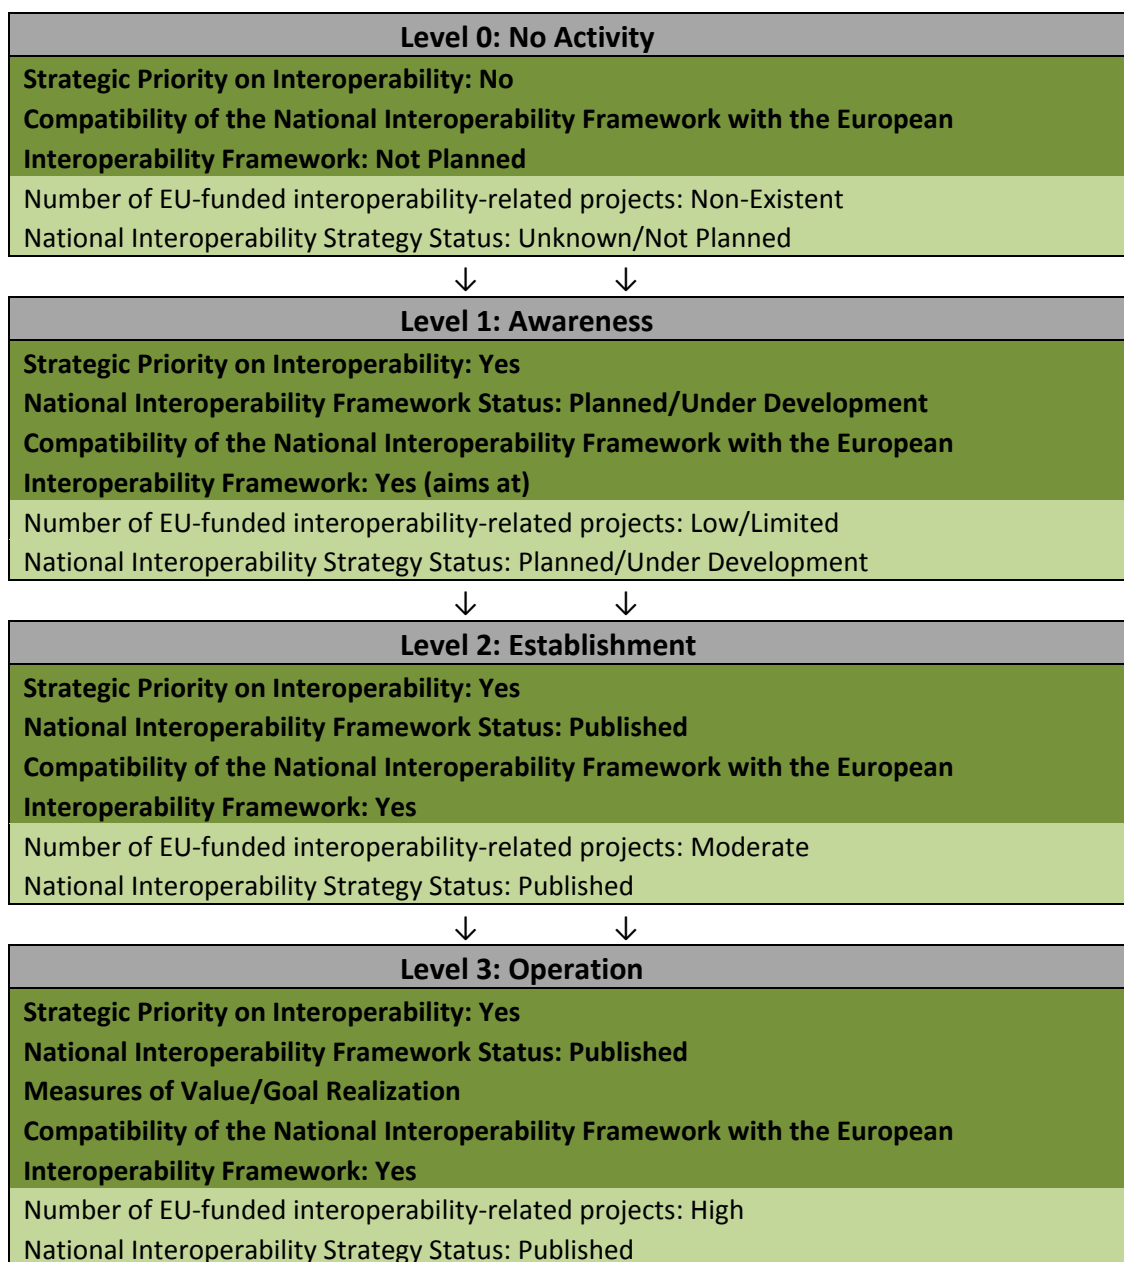 Level 0: No Activity
Strategic Priority on Interoperability: No
Compatibility of the National Interoperability Framework with the European
Interoperability Framework: Not Planned
Number of EU-funded interoperability-related projects: Non-Existent
National Interoperability Strategy Status: Unknown/Not Planned
↓ ↓
Level 1: Awareness
Strategic Priority on Interoperability: Yes
National Interoperability Framework Status: Planned/Under Development
Compatibility of the National Interoperability Framework with the European
Interoperability Framework: Yes (aims at)
Number of EU-funded interoperability-related projects: Low/Limited
National Interoperability Strategy Status: Planned/Under Development
↓ ↓
Level 2: Establishment
Strategic Priority on Interoperability: Yes
National Interoperability Framework Status: Published
Compatibility of the National Interoperability Framework with the European
Interoperability Framework: Yes
Number of EU-funded interoperability-related projects: Moderate
National Interoperability Strategy Status: Published
↓ ↓
Level 3: Operation
Strategic Priority on Interoperability: Yes
National Interoperability Framework Status: Published
Measures of Value/Goal Realization
Compatibility of the National Interoperability Framework with the European
Interoperability Framework: Yes
Number of EU-funded interoperability-related projects: High
National Interoperability Strategy Status: Published